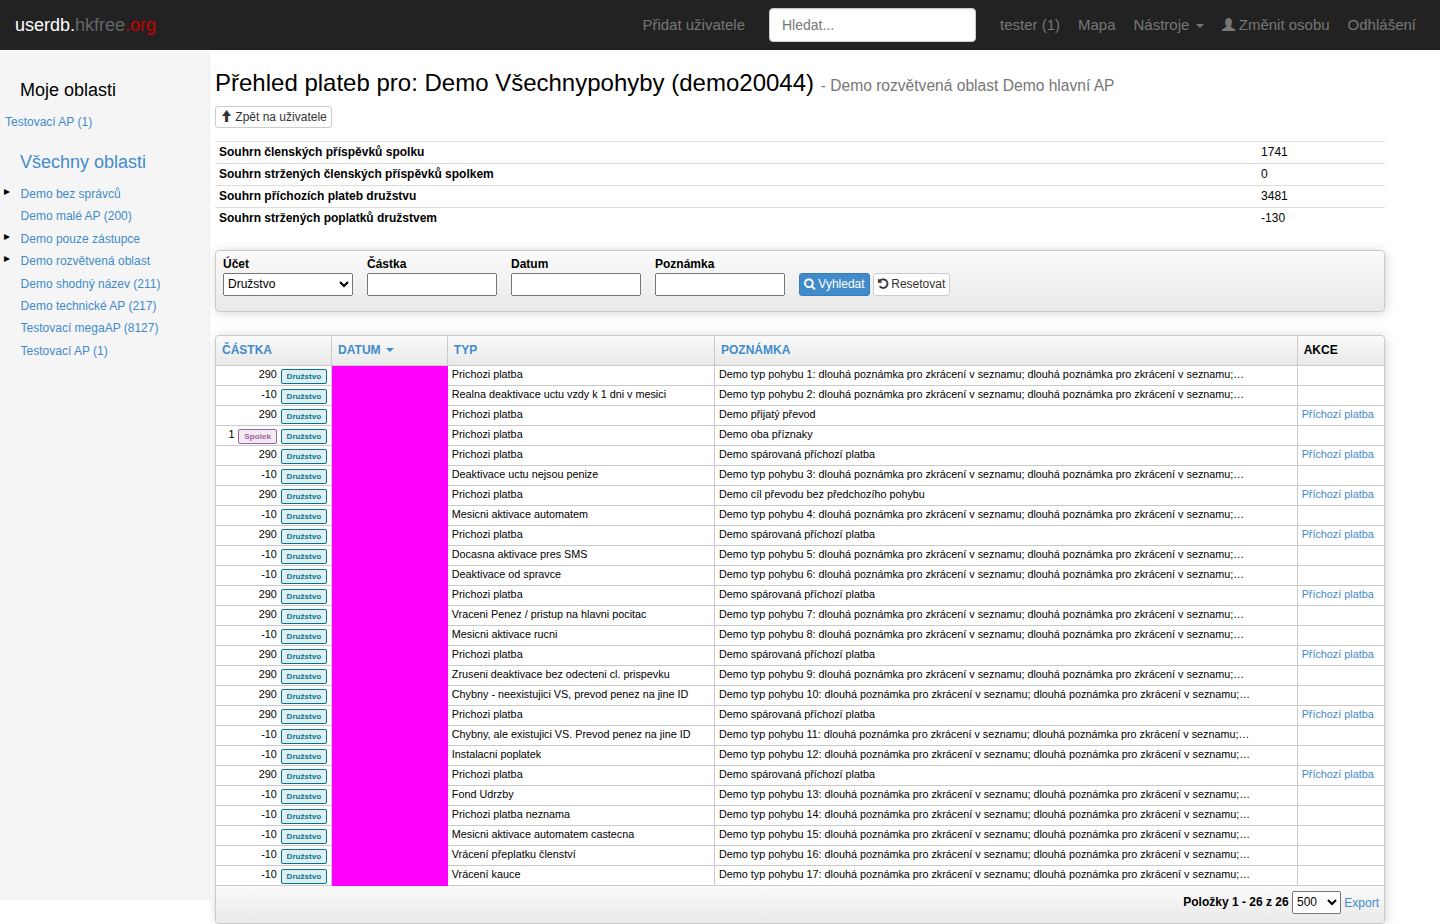 userdb.hkfree.org
Přidat uživatele
Hledat...
tester (1)
Mapa
Nástroje
Změnit osobu
Odhlášení
Moje oblasti
Testovací AP (1)
Všechny oblasti
Demo bez správců
Demo malé AP (200)
Demo pouze zástupce
Demo rozvětvená oblast
Demo shodný název (211)
Demo technické AP (217)
Testovací megaAP (8127)
Testovací AP (1)
Přehled plateb pro: Demo Všechnypohyby (demo20044) - Demo rozvětvená oblast Demo hlavní AP
Zpět na uživatele
Souhrn členských příspěvků spolku 1741
Souhrn stržených členských příspěvků spolkem 0
Souhrn příchozích plateb družstvu 3481
Souhrn stržených poplatků družstvem -130
Účet Částka Datum Poznámka
Družstvo Vyhledat Resetovat
ČÁSTKA DATUM TYP POZNÁMKA AKCE
290 Družstvo Prichozi platba Demo typ pohybu 1: dlouhá poznámka pro zkrácení v seznamu; dlouhá poznámka pro zkrácení v seznamu;…
-10 Družstvo Realna deaktivace uctu vzdy k 1 dni v mesici Demo typ pohybu 2: dlouhá poznámka pro zkrácení v seznamu; dlouhá poznámka pro zkrácení v seznamu;…
290 Družstvo Prichozi platba Demo přijatý převod Příchozí platba
1 Spolek Družstvo Prichozi platba Demo oba příznaky
290 Družstvo Prichozi platba Demo spárovaná příchozí platba Příchozí platba
-10 Družstvo Deaktivace uctu nejsou penize Demo typ pohybu 3: dlouhá poznámka pro zkrácení v seznamu; dlouhá poznámka pro zkrácení v seznamu;…
290 Družstvo Prichozi platba Demo cíl převodu bez předchozího pohybu Příchozí platba
-10 Družstvo Mesicni aktivace automatem Demo typ pohybu 4: dlouhá poznámka pro zkrácení v seznamu; dlouhá poznámka pro zkrácení v seznamu;…
290 Družstvo Prichozi platba Demo spárovaná příchozí platba Příchozí platba
-10 Družstvo Docasna aktivace pres SMS Demo typ pohybu 5: dlouhá poznámka pro zkrácení v seznamu; dlouhá poznámka pro zkrácení v seznamu;…
-10 Družstvo Deaktivace od spravce Demo typ pohybu 6: dlouhá poznámka pro zkrácení v seznamu; dlouhá poznámka pro zkrácení v seznamu;…
290 Družstvo Prichozi platba Demo spárovaná příchozí platba Příchozí platba
290 Družstvo Vraceni Penez / pristup na hlavni pocitac Demo typ pohybu 7: dlouhá poznámka pro zkrácení v seznamu; dlouhá poznámka pro zkrácení v seznamu;…
-10 Družstvo Mesicni aktivace rucni Demo typ pohybu 8: dlouhá poznámka pro zkrácení v seznamu; dlouhá poznámka pro zkrácení v seznamu;…
290 Družstvo Prichozi platba Demo spárovaná příchozí platba Příchozí platba
290 Družstvo Zruseni deaktivace bez odecteni cl. prispevku Demo typ pohybu 9: dlouhá poznámka pro zkrácení v seznamu; dlouhá poznámka pro zkrácení v seznamu;…
290 Družstvo Chybny - neexistujici VS, prevod penez na jine ID Demo typ pohybu 10: dlouhá poznámka pro zkrácení v seznamu; dlouhá poznámka pro zkrácení v seznamu;…
290 Družstvo Prichozi platba Demo spárovaná příchozí platba Příchozí platba
-10 Družstvo Chybny, ale existujici VS. Prevod penez na jine ID Demo typ pohybu 11: dlouhá poznámka pro zkrácení v seznamu; dlouhá poznámka pro zkrácení v seznamu;…
-10 Družstvo Instalacni poplatek Demo typ pohybu 12: dlouhá poznámka pro zkrácení v seznamu; dlouhá poznámka pro zkrácení v seznamu;…
290 Družstvo Prichozi platba Demo spárovaná příchozí platba Příchozí platba
-10 Družstvo Fond Udrzby Demo typ pohybu 13: dlouhá poznámka pro zkrácení v seznamu; dlouhá poznámka pro zkrácení v seznamu;…
-10 Družstvo Prichozi platba neznama Demo typ pohybu 14: dlouhá poznámka pro zkrácení v seznamu; dlouhá poznámka pro zkrácení v seznamu;…
-10 Družstvo Mesicni aktivace automatem castecna Demo typ pohybu 15: dlouhá poznámka pro zkrácení v seznamu; dlouhá poznámka pro zkrácení v seznamu;…
-10 Družstvo Vrácení přeplatku členství Demo typ pohybu 16: dlouhá poznámka pro zkrácení v seznamu; dlouhá poznámka pro zkrácení v seznamu;…
-10 Družstvo Vrácení kauce Demo typ pohybu 17: dlouhá poznámka pro zkrácení v seznamu; dlouhá poznámka pro zkrácení v seznamu;…
Položky 1 - 26 z 26 500 Export